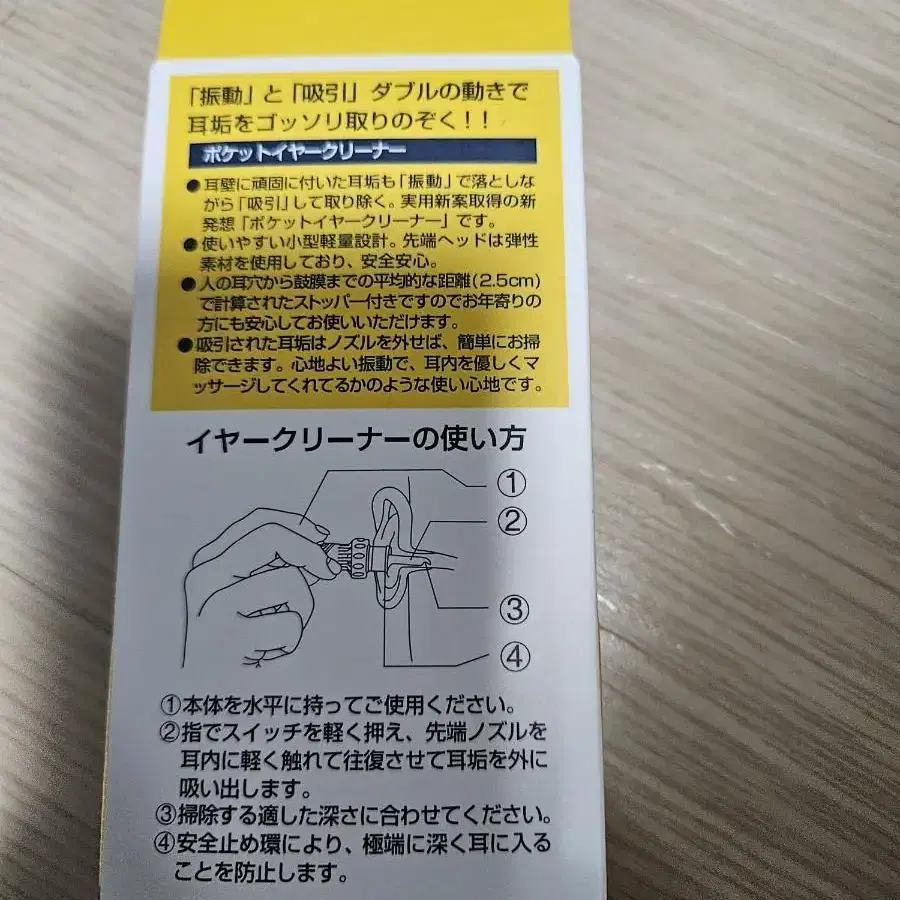 「振動」と「吸引」ダブルの動きで
耳垢をゴッソリ取りのぞく！！
ポケットイヤークリーナー
●耳壁に頑固に付いた耳垢も「振動」で落としな
がら「吸引」して取り除く。実用新案取得の新
発想「ポケットイヤークリーナー」です。
●使いやすい小型軽量設計。先端ヘッドは弾性
素材を使用しており、安全安心。
●人の耳穴から鼓膜までの平均的な距離(2.5cm)
で計算されたストッパー付きですのでお年寄りの
方にも安心してお使いいただけます。
●吸引された耳垢はノズルを外せば、簡単にお掃
除できます。心地よい振動で、耳内を優しくマ
ッサージしてくれてるかのような使い心地です。
イヤークリーナーの使い方
①
②
③
④
①本体を水平に持ってご使用ください。
②指でスイッチを軽く押え、先端ノズルを
耳内に軽く触れて往復させて耳垢を外に
吸い出します。
③掃除する適した深さに合わせてください。
④安全止め環により、極端に深く耳に入る
ことを防止します。